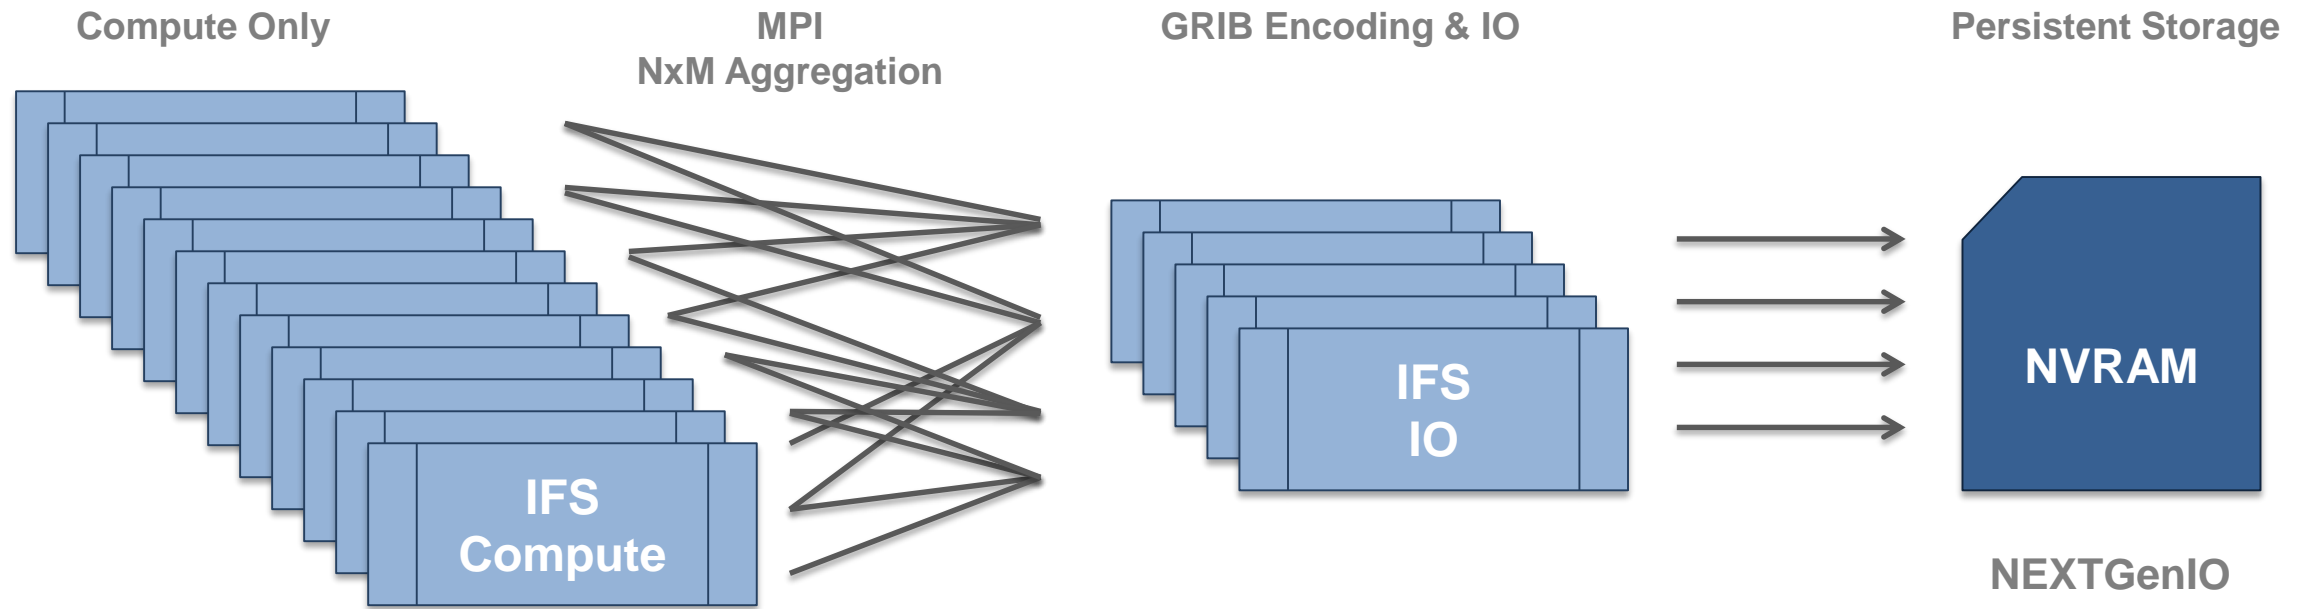 Compute Only
MPI
NxM Aggregation
GRIB Encoding & IO
Persistent Storage
IFS
Compute
IFS
IO
NVRAM
NEXTGenIO